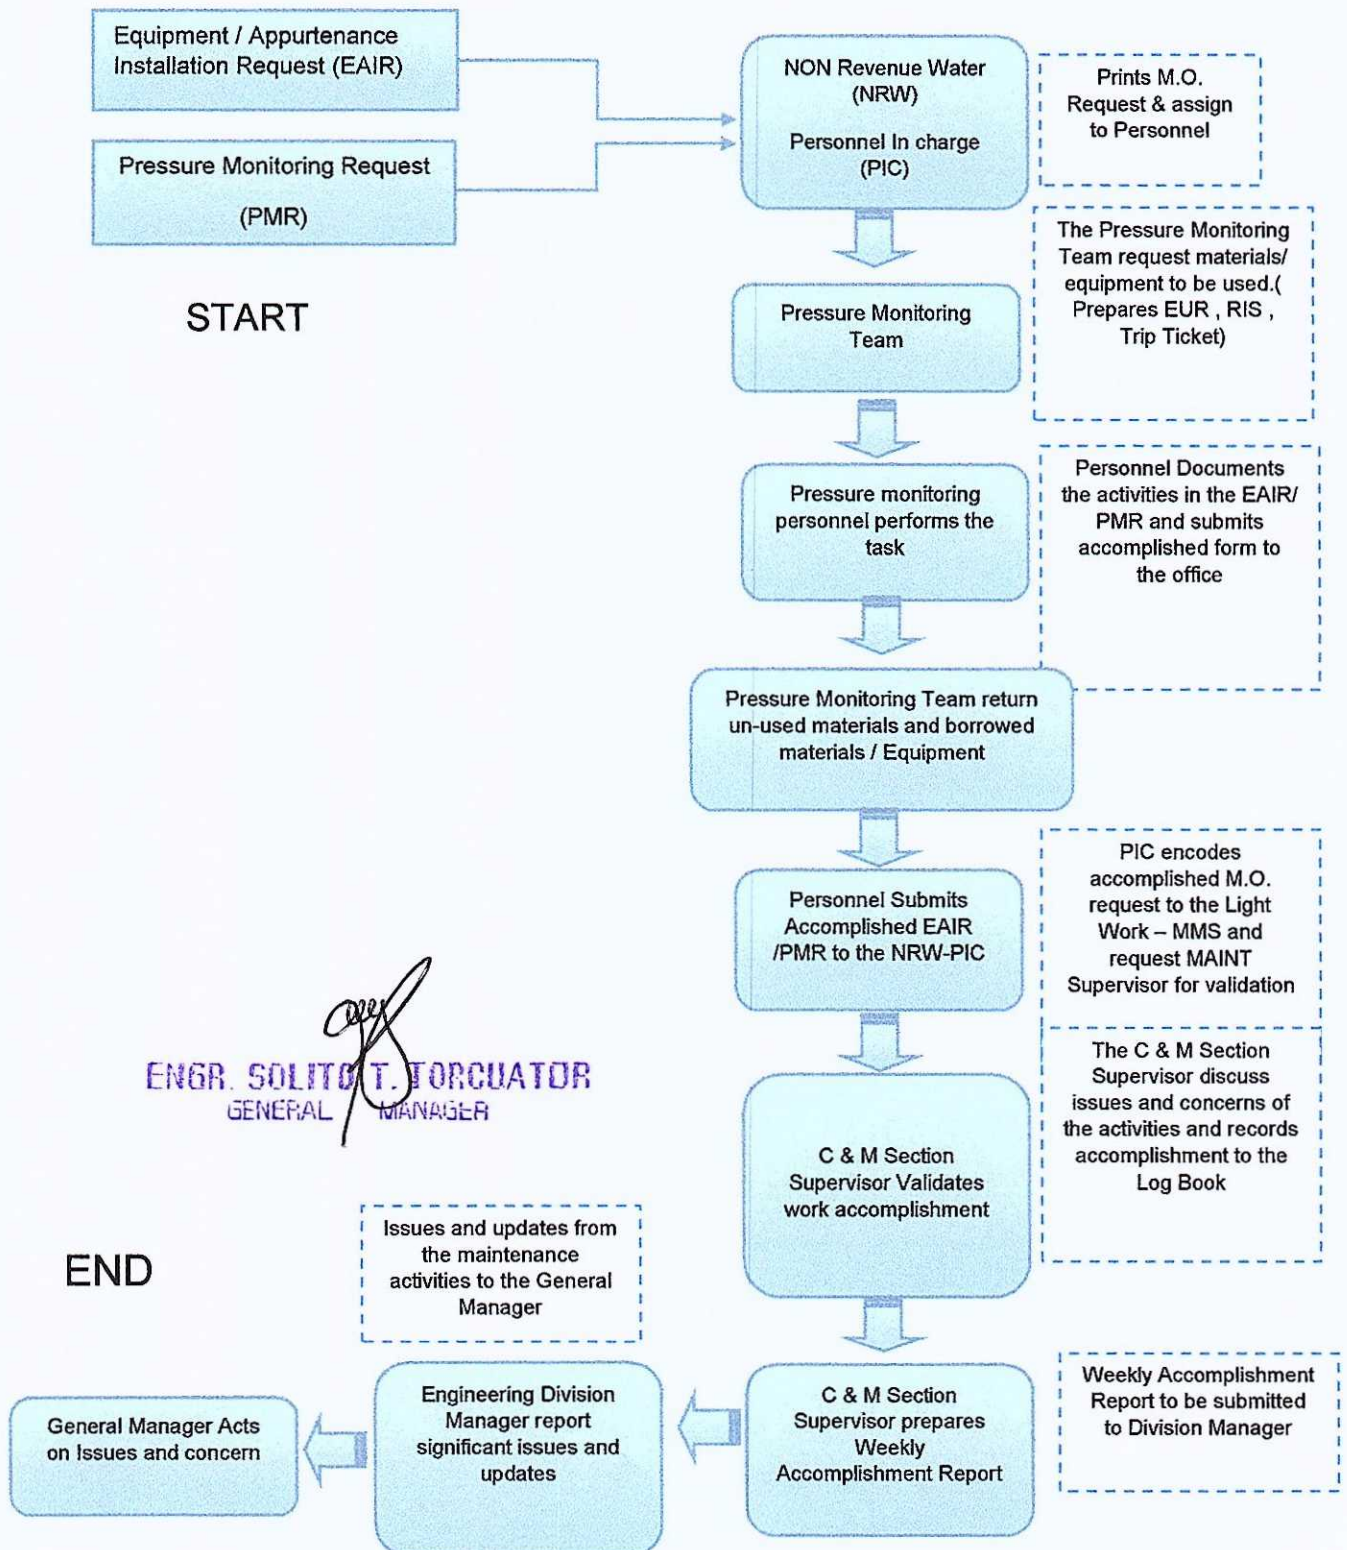 Equipment / Appurtenance
Installation Request (EAIR)
Pressure Monitoring Request
(PMR)
START
NON Revenue Water
(NRW)
Personnel In charge
(PIC)
Prints M.O.
Request & assign
to Personnel
Pressure Monitoring
Team
The Pressure Monitoring
Team request materials/
equipment to be used.(
Prepares EUR , RIS ,
Trip Ticket)
Pressure monitoring
personnel performs the
task
Personnel Documents
the activities in the EAIR/
PMR and submits
accomplished form to
the office
Pressure Monitoring Team return
un-used materials and borrowed
materials / Equipment
Personnel Submits
Accomplished EAIR
/PMR to the NRW-PIC
PIC encodes
accomplished M.O.
request to the Light
Work – MMS and
request MAINT
Supervisor for validation
C & M Section
Supervisor Validates
work accomplishment
The C & M Section
Supervisor discuss
issues and concerns of
the activities and records
accomplishment to the
Log Book
ENGR. SOLITO T. TORCUATOR
GENERAL MANAGER
END
C & M Section
Supervisor prepares
Weekly
Accomplishment Report
Weekly Accomplishment
Report to be submitted
to Division Manager
Issues and updates from
the maintenance
activities to the General
Manager
Engineering Division
Manager report
significant issues and
updates
General Manager Acts
on Issues and concern